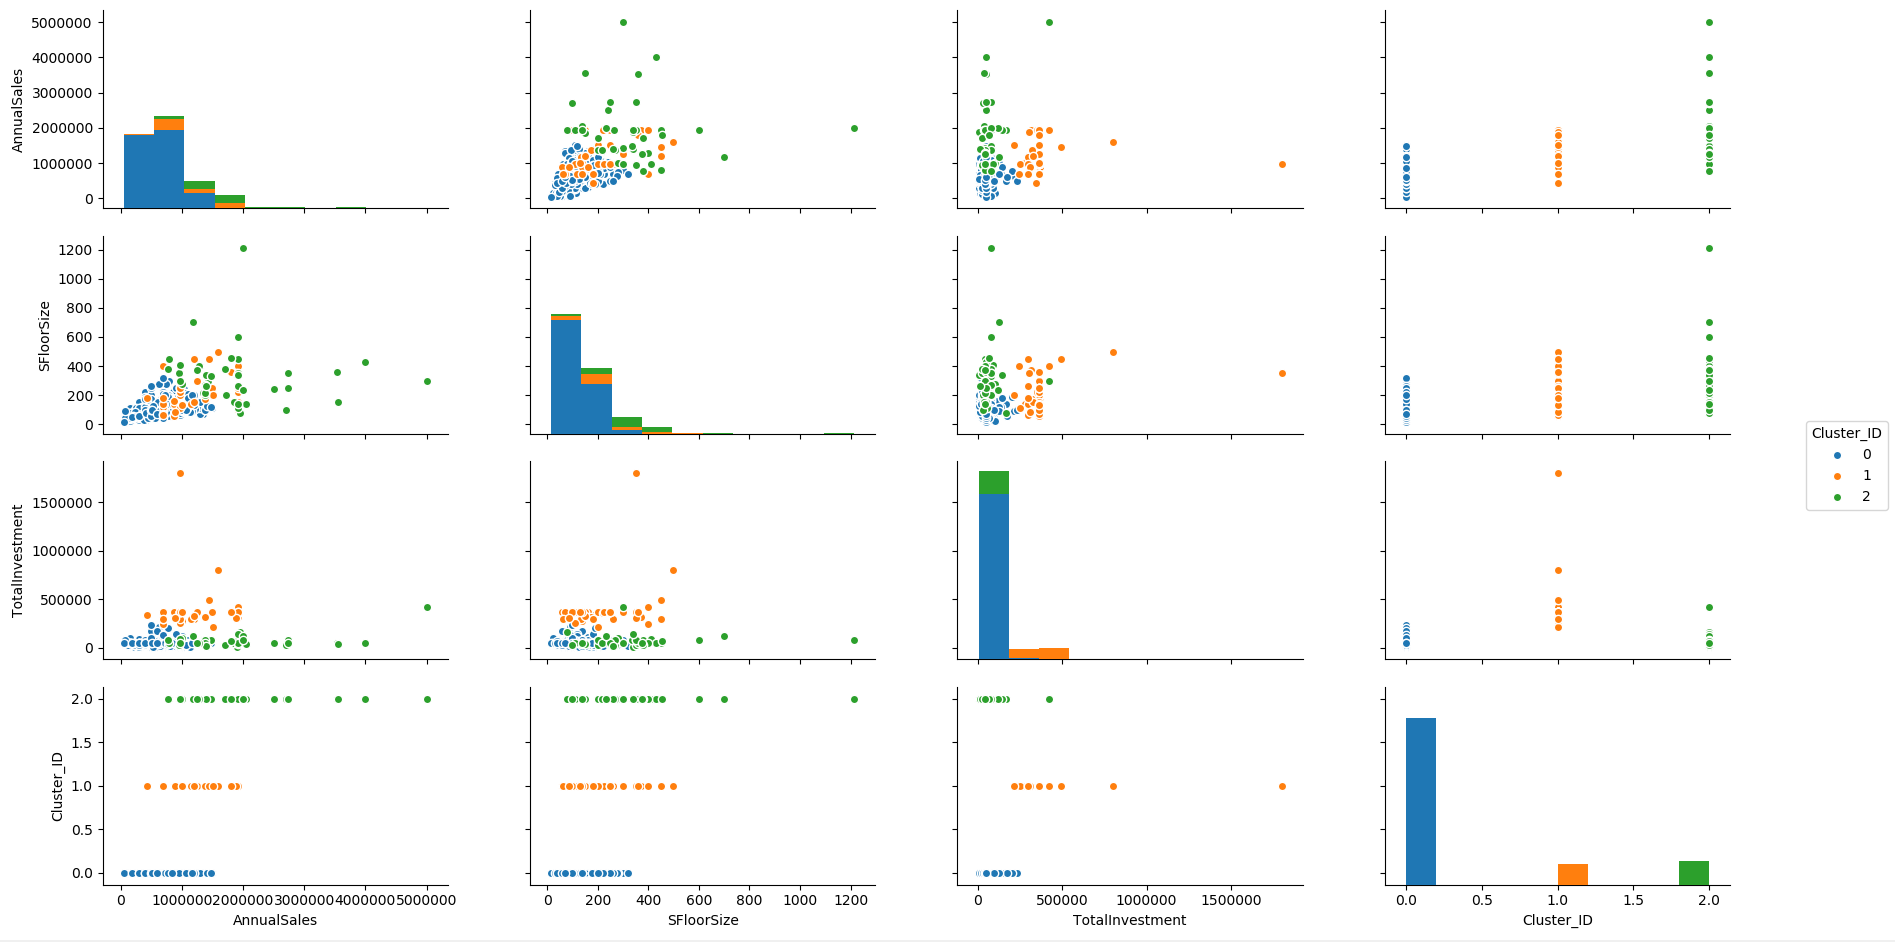 5000000
4000000
3000000
2000000
1000000
0
AnnualSales
1200
1000
800
600
400
200
0
SFloorSize
Cluster_ID
0
1
2
1500000
1000000
500000
0
TotalInvestment
2.0
1.5
1.0
0.5
0.0
Cluster_ID
0 1000000 2000000 3000000 4000000 5000000
0 200 400 600 800 1000 1200
0 500000 1000000 1500000
0.0 0.5 1.0 1.5 2.0
AnnualSales
SFloorSize
TotalInvestment
Cluster_ID